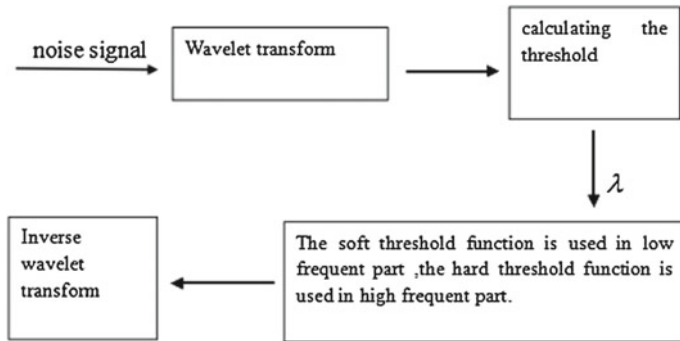 noise signal
Wavelet transform
calculating the
threshold
λ
The soft threshold function is used in low
frequent part ,the hard threshold function is
used in high frequent part.
Inverse
wavelet
transform